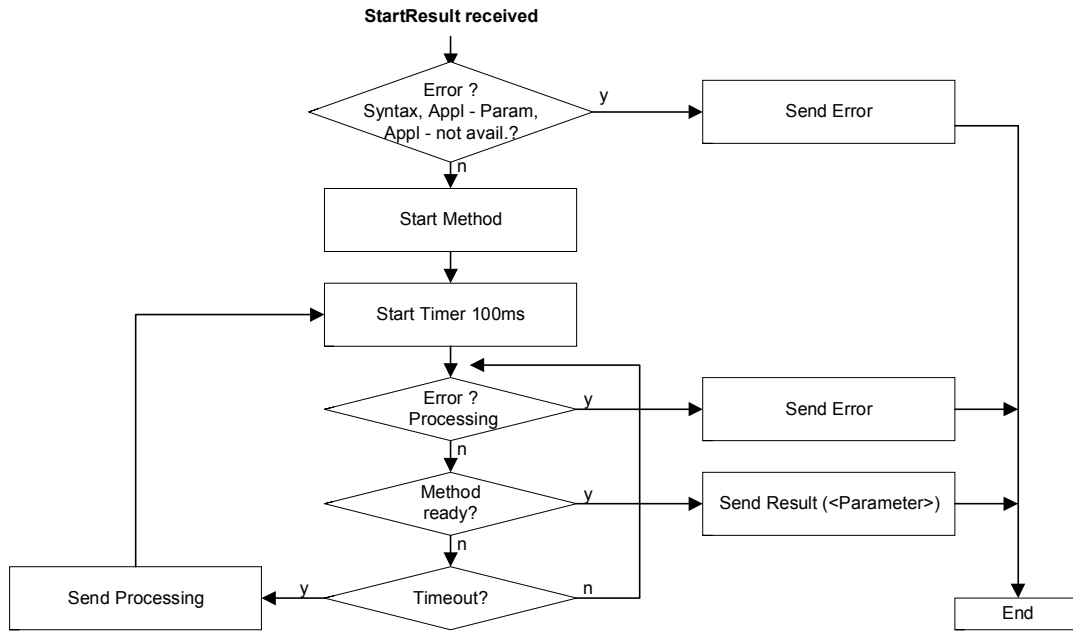 StartResult received
Error ?
Syntax, Appl - Param,
Appl - not avail.?
y
Send Error
n
Start Method
Start Timer 100ms
Error ?
Processing
y
Send Error
n
Method
ready?
y
Send Result (<Parameter>)
n
Send Processing
y
Timeout?
n
End